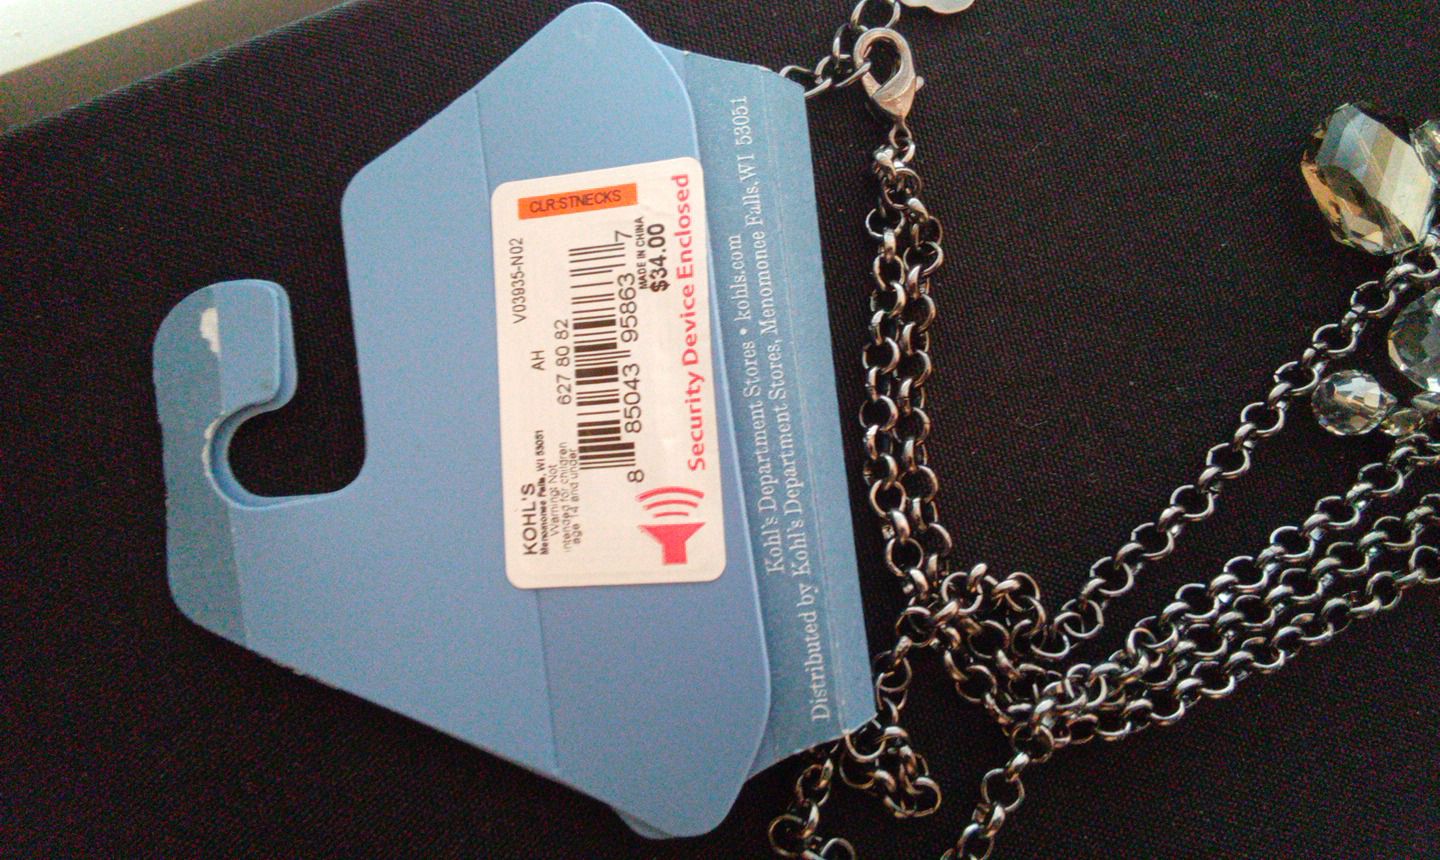 CLR:STNECKS
V03935-N02
AH
627 80 82
KOHL'S
Menomonee Falls, WI 53051
Warning: Not
intended for children
age 14 and under
8 85043 95863 7
MADE IN CHINA
$34.00
Security Device Enclosed
Kohl's Department Stores • kohls.com
Distributed by Kohl's Department Stores, Menomonee Falls, WI 53051